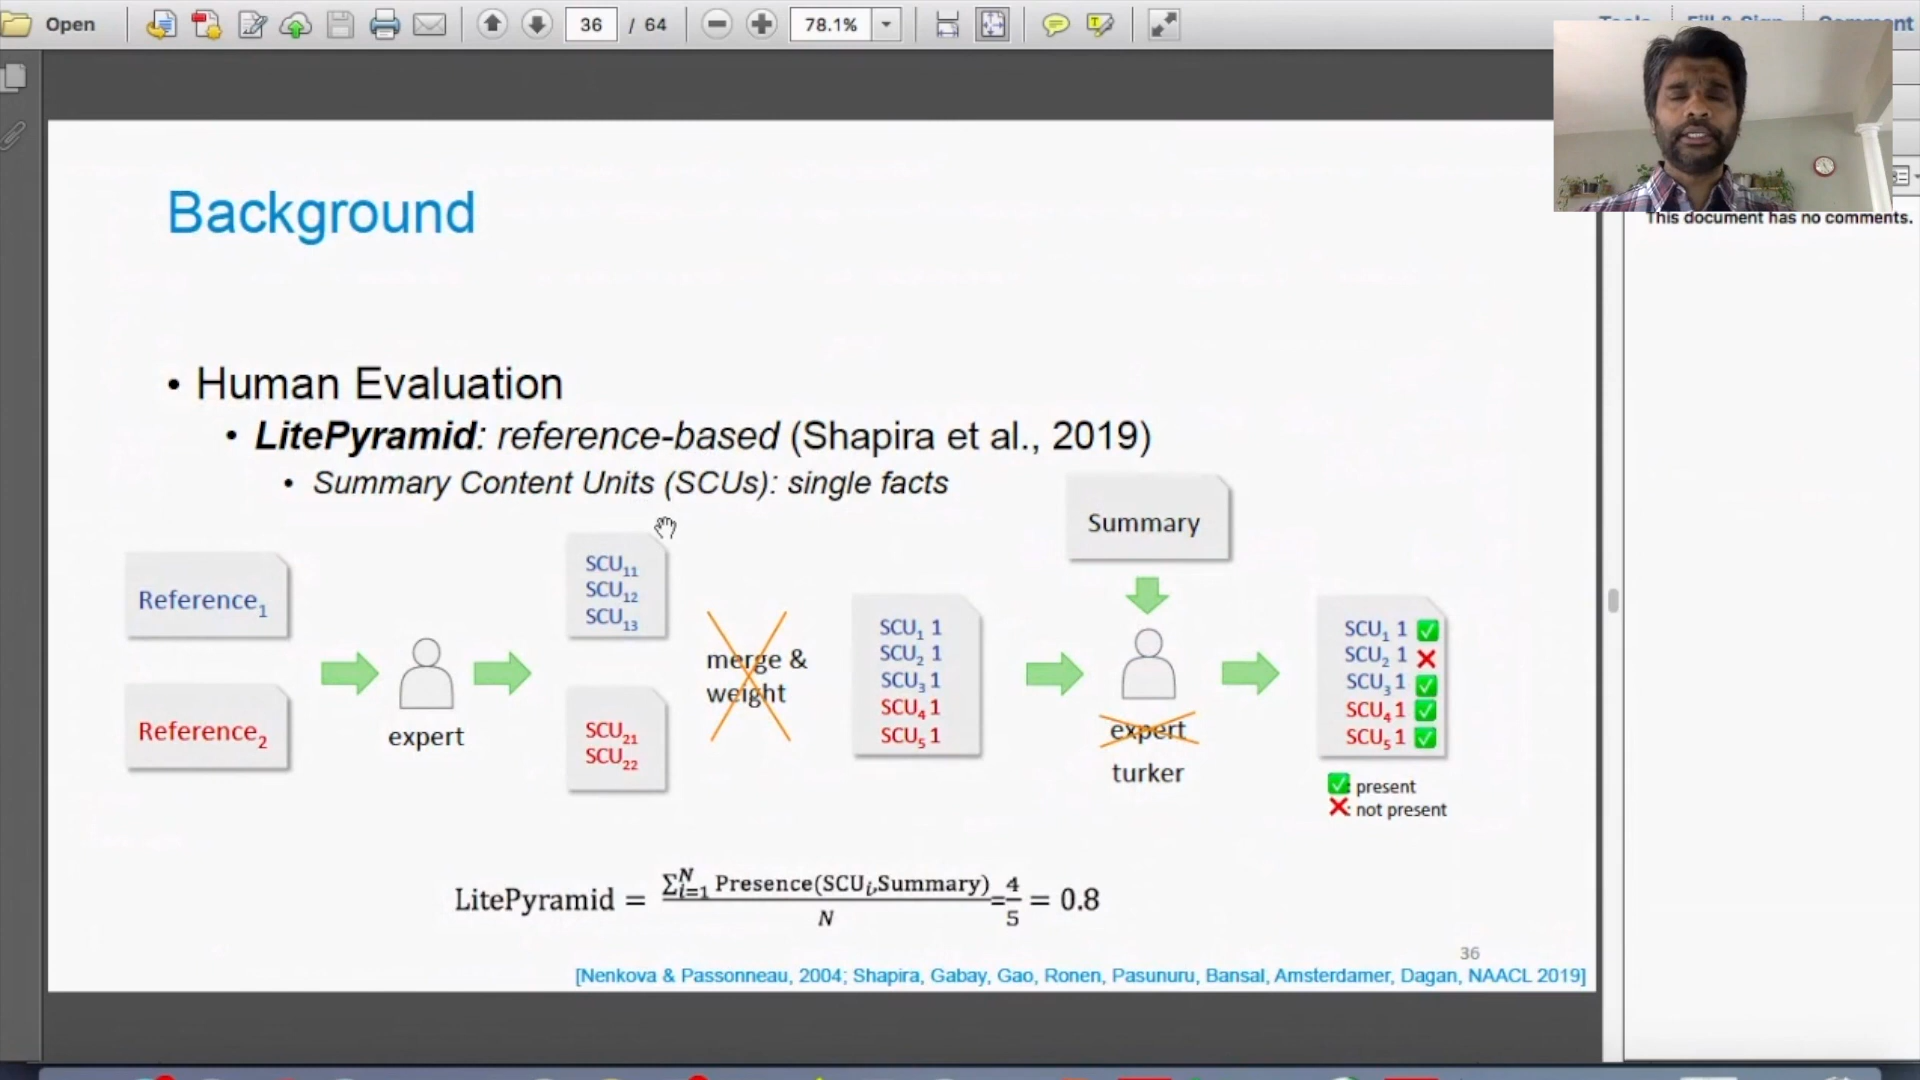 Open
36 / 64
78.1%
Comment
This document has no comments.
Background
• Human Evaluation
• LitePyramid: reference-based (Shapira et al., 2019)
• Summary Content Units (SCUs): single facts
Reference1
Reference2
expert
SCU11
SCU12
SCU13
SCU21
SCU22
merge &
weight
SCU1 1
SCU2 1
SCU3 1
SCU4 1
SCU5 1
Summary
expert
turker
SCU1 1 ✅
SCU2 1 ❌
SCU3 1 ✅
SCU4 1 ✅
SCU5 1 ✅
✅: present
❌: not present
LitePyramid = ∑_{i=1}^{N} Presence(SCUi,Summary) / N = 4/5 = 0.8
36
[Nenkova & Passonneau, 2004; Shapira, Gabay, Gao, Ronen, Pasunuru, Bansal, Amsterdamer, Dagan, NAACL 2019]